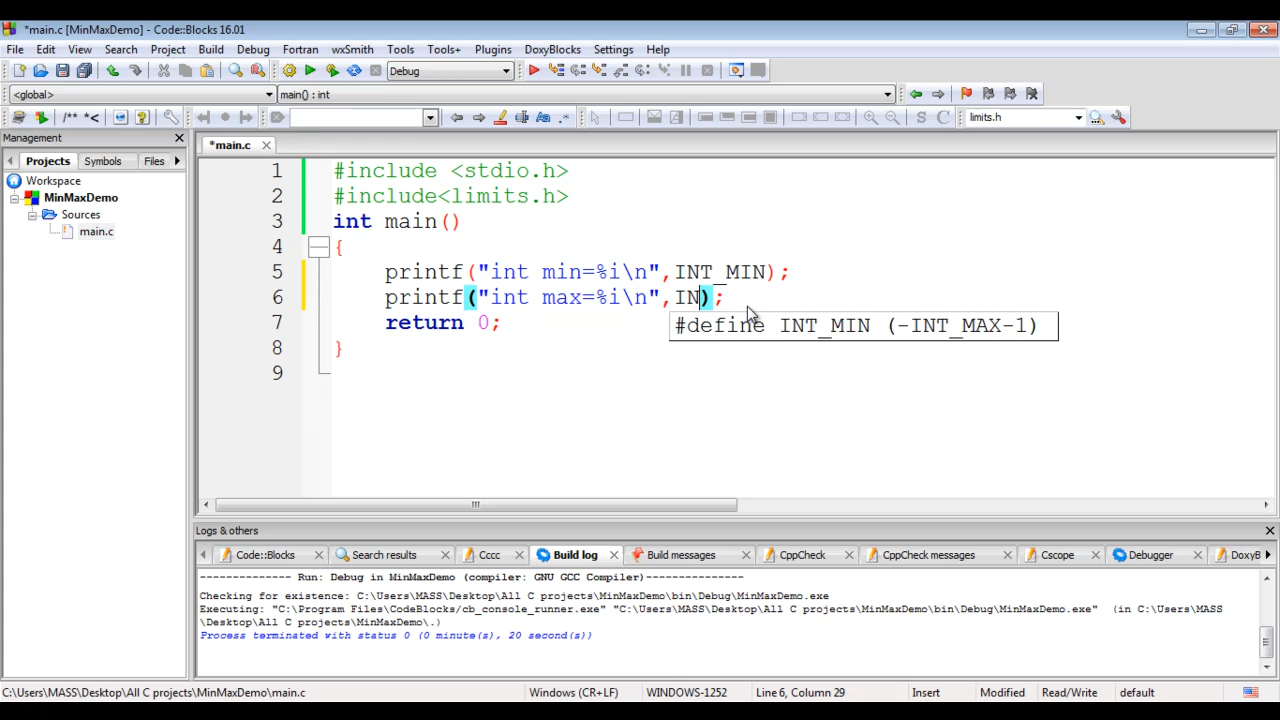 *main.c [MinMaxDemo] - Code::Blocks 16.01
File Edit View Search Project Build Debug Fortran wxSmith Tools Tools+ Plugins DoxyBlocks Settings Help
Debug
<global> main() : int
/** *< Aa .* S C limits.h
Management
Projects Symbols Files
*main.c
Workspace
MinMaxDemo
Sources
main.c
1 #include <stdio.h>
2 #include<limits.h>
3 int main()
4 {
5 printf("int min=%i\n",INT_MIN);
6 printf("int max=%i\n",IN);
7 return 0;
#define INT_MIN (-INT_MAX-1)
8 }
9
Logs & others
Code::Blocks Search results Cccc Build log Build messages CppCheck CppCheck messages Cscope Debugger DoxyB
-------------- Run: Debug in MinMaxDemo (compiler: GNU GCC Compiler)---------------
Checking for existence: C:\Users\MASS\Desktop\All C projects\MinMaxDemo\bin\Debug\MinMaxDemo.exe
Executing: "C:\Program Files\CodeBlocks/cb_console_runner.exe" "C:\Users\MASS\Desktop\All C projects\MinMaxDemo\bin\Debug\MinMaxDemo.exe"  (in C:\Users
\MASS\Desktop\All C projects\MinMaxDemo\.)
Process terminated with status 0 (0 minute(s), 20 second(s))
C:\Users\MASS\Desktop\All C projects\MinMaxDemo\main.c Windows (CR+LF) WINDOWS-1252 Line 6, Column 29 Insert Modified Read/Write default